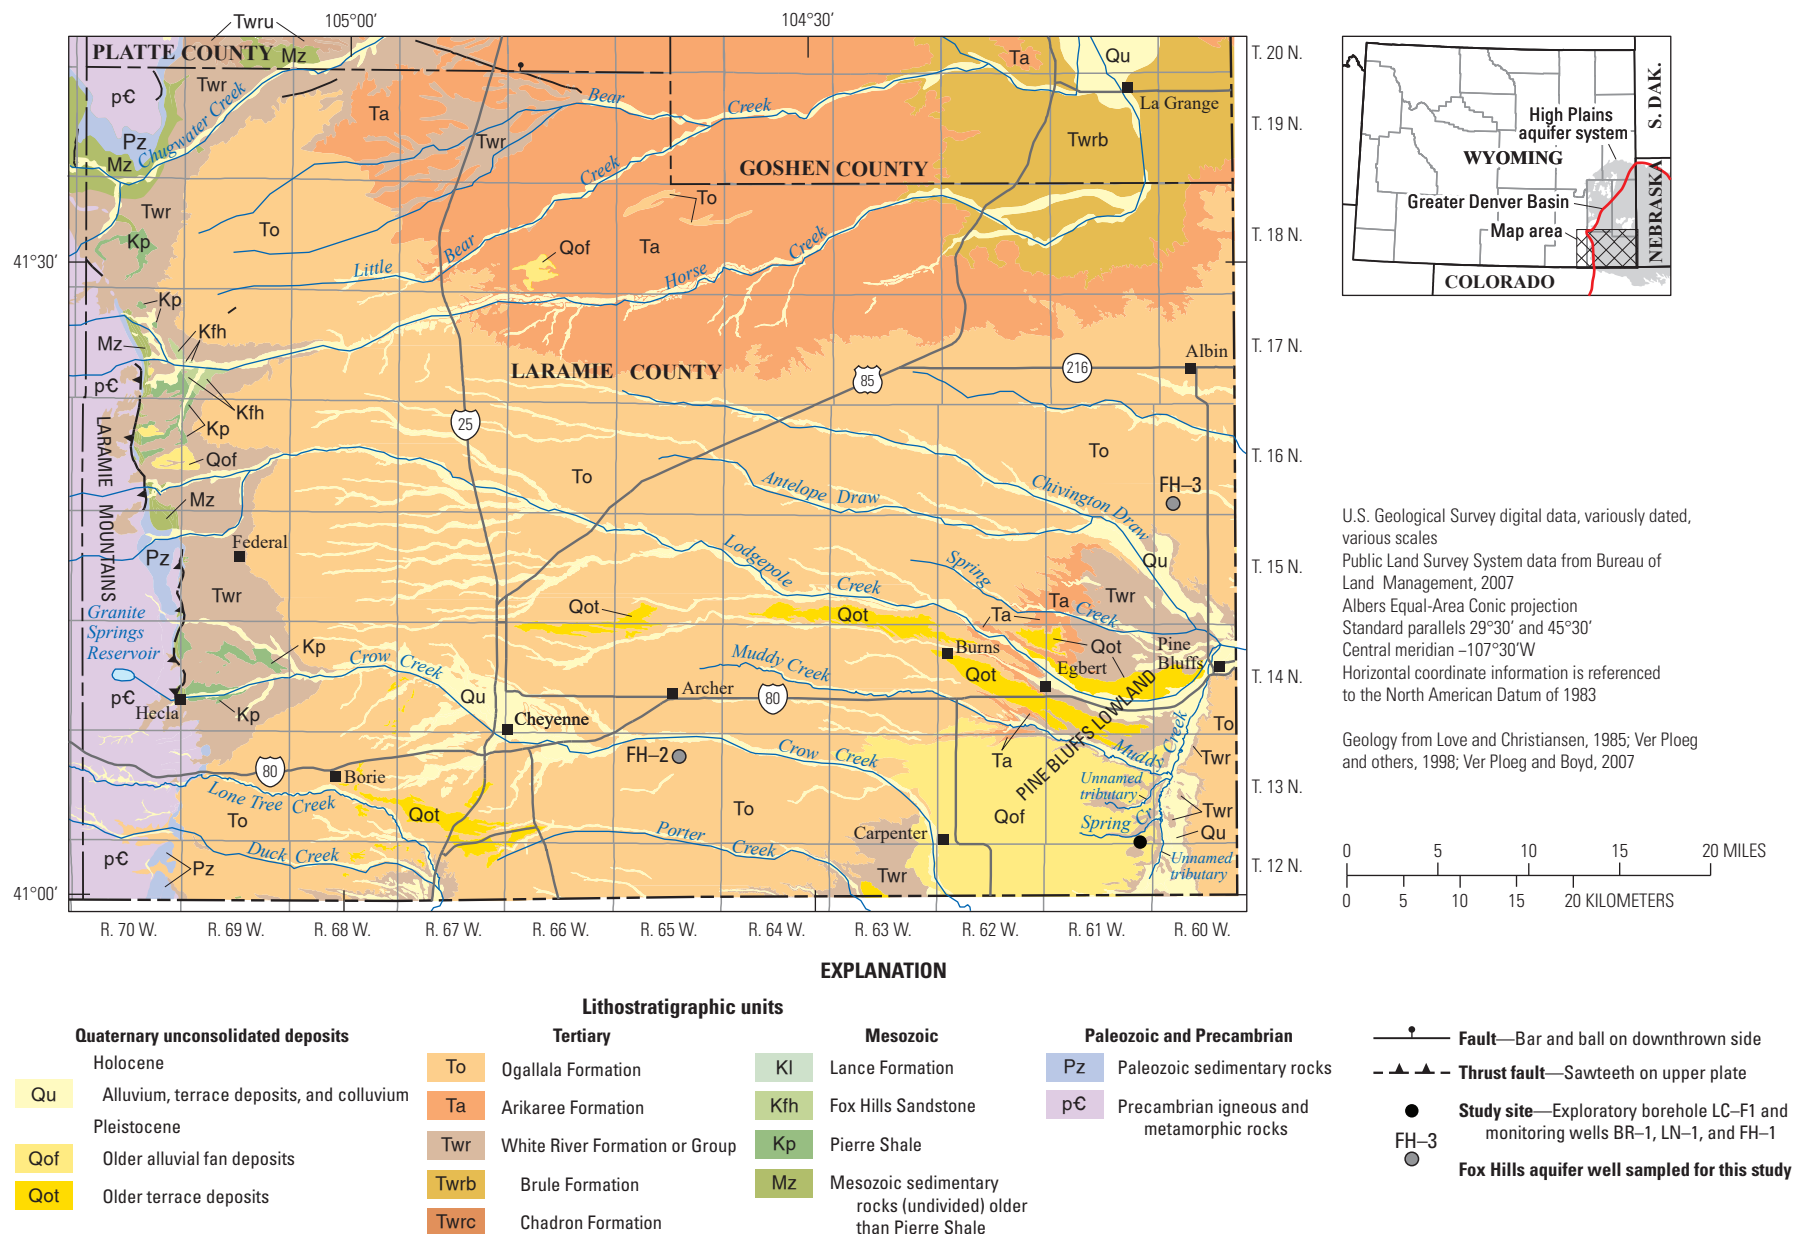 Twru
105°00′
104°30′
PLATTE COUNTY
Mz
Ta
Qu
T. 20 N.
pꞓ
Twr
Chugwater Creek
Bear
Creek
La Grange
Ta
Pz
Twr
Twrb
T. 19 N.
Mz
Creek
GOSHEN COUNTY
Twr
To
Kp
To
Qof
Ta
Creek
T. 18 N.
41°30′
Little
Bear
Horse
Kp
Kfh
Mz
LARAMIE COUNTY
Albin
T. 17 N.
pꞓ
85
216
Kfh
25
Kp
LARAMIE MOUNTAINS
Qof
To
To
T. 16 N.
Antelope Draw
Chivington Draw
FH–3
Mz
Federal
Lodgepole
Creek
Pz
Spring
Creek
Qu
T. 15 N.
Twr
Ta
Twr
Granite
Springs
Reservoir
Qot
Qot
Ta
Kp
Qot
Burns
Pine
Bluffs
Crow Creek
Muddy Creek
Egbert
T. 14 N.
pꞓ
Hecla
Kp
Qu
Archer
80
Qot
Cheyenne
PINE BLUFFS LOWLAND
To
FH–2
Crow Creek
Ta
Muddy
Creek
Twr
80
Borie
Unnamed
tributary
T. 13 N.
Lone Tree Creek
To
Qot
To
Qof
Twr
Spring Cr.
Qu
Porter
Creek
Carpenter
pꞓ
Pz
Duck Creek
Twr
Unnamed
tributary
T. 12 N.
41°00′
R. 70 W.
R. 69 W.
R. 68 W.
R. 67 W.
R. 66 W.
R. 65 W.
R. 64 W.
R. 63 W.
R. 62 W.
R. 61 W.
R. 60 W.
S. DAK.
High Plains
aquifer system
WYOMING
NEBRASKA
Greater Denver Basin
Map area
COLORADO
U.S. Geological Survey digital data, variously dated,
various scales
Public Land Survey System data from Bureau of
Land Management, 2007
Albers Equal-Area Conic projection
Standard parallels 29°30′ and 45°30′
Central meridian –107°30′W
Horizontal coordinate information is referenced
to the North American Datum of 1983
Geology from Love and Christiansen, 1985; Ver Ploeg
and others, 1998; Ver Ploeg and Boyd, 2007
0 5 10 15 20 MILES
0 5 10 15 20 KILOMETERS
EXPLANATION
Lithostratigraphic units
Quaternary unconsolidated deposits
Holocene
Qu Alluvium, terrace deposits, and colluvium
Pleistocene
Qof Older alluvial fan deposits
Qot Older terrace deposits
Tertiary
To Ogallala Formation
Ta Arikaree Formation
Twr White River Formation or Group
Twrb Brule Formation
Twrc Chadron Formation
Mesozoic
Kl Lance Formation
Kfh Fox Hills Sandstone
Kp Pierre Shale
Mz Mesozoic sedimentary
rocks (undivided) older
than Pierre Shale
Paleozoic and Precambrian
Pz Paleozoic sedimentary rocks
pꞓ Precambrian igneous and
metamorphic rocks
Fault—Bar and ball on downthrown side
Thrust fault—Sawteeth on upper plate
Study site—Exploratory borehole LC–F1 and
monitoring wells BR–1, LN–1, and FH–1
FH–3
Fox Hills aquifer well sampled for this study